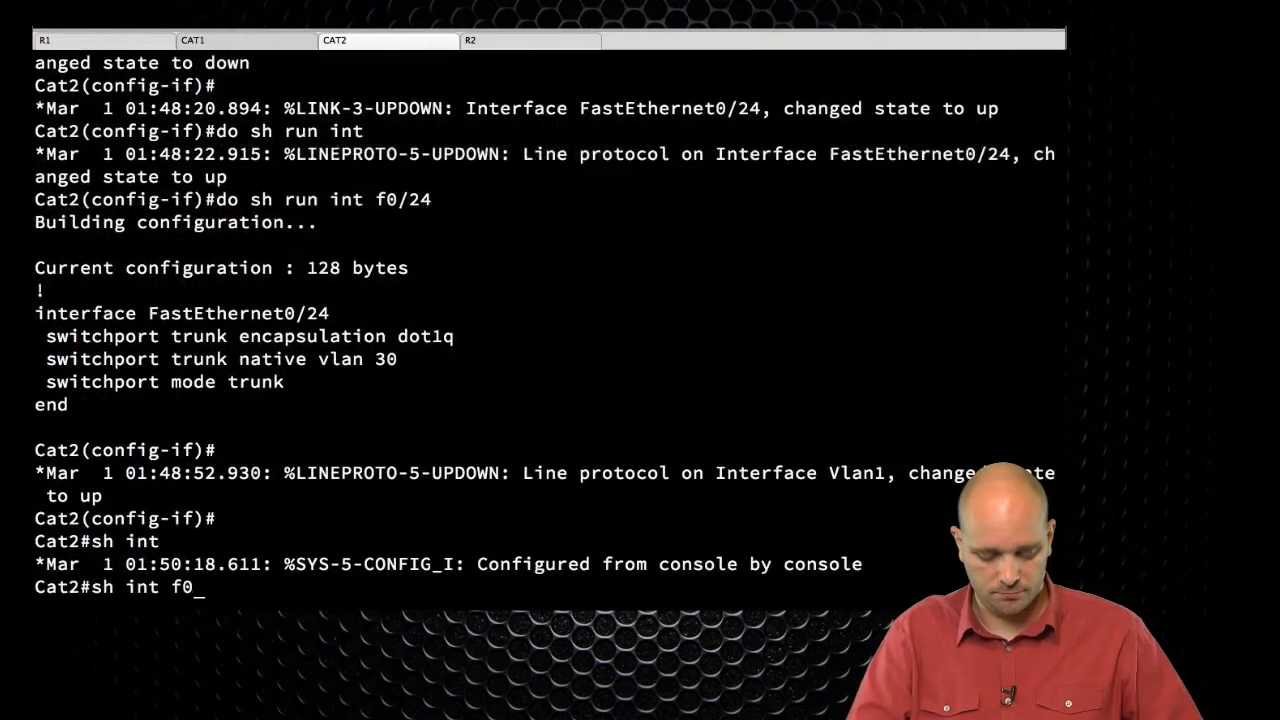 R1 CAT1 CAT2 R2
anged state to down
Cat2(config-if)#
*Mar  1 01:48:20.894: %LINK-3-UPDOWN: Interface FastEthernet0/24, changed state to up
Cat2(config-if)#do sh run int
*Mar  1 01:48:22.915: %LINEPROTO-5-UPDOWN: Line protocol on Interface FastEthernet0/24, ch
anged state to up
Cat2(config-if)#do sh run int f0/24
Building configuration...
Current configuration : 128 bytes
!
interface FastEthernet0/24
switchport trunk encapsulation dot1q
switchport trunk native vlan 30
switchport mode trunk
end
Cat2(config-if)#
*Mar  1 01:48:52.930: %LINEPROTO-5-UPDOWN: Line protocol on Interface Vlan1,
to up
Cat2(config-if)#
Cat2#sh int
*Mar  1 01:50:18.611: %SYS-5-CONFIG_I: Configured from console by console
Cat2#sh int f0_